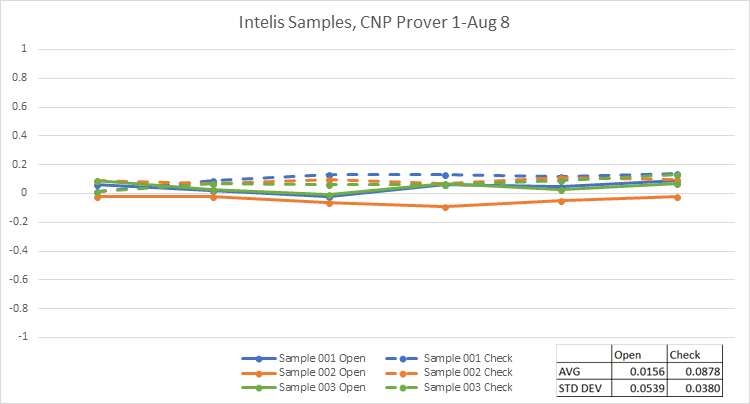 Intelis Samples, CNP Prover 1-Aug 8
1
0.8
0.6
0.4
0.2
0
-0.2
-0.4
-0.6
-0.8
-1
Sample 001 Open Sample 001 Check
Sample 002 Open Sample 002 Check
Sample 003 Open Sample 003 Check
Open Check
AVG 0.0156 0.0878
STD DEV 0.0539 0.0380